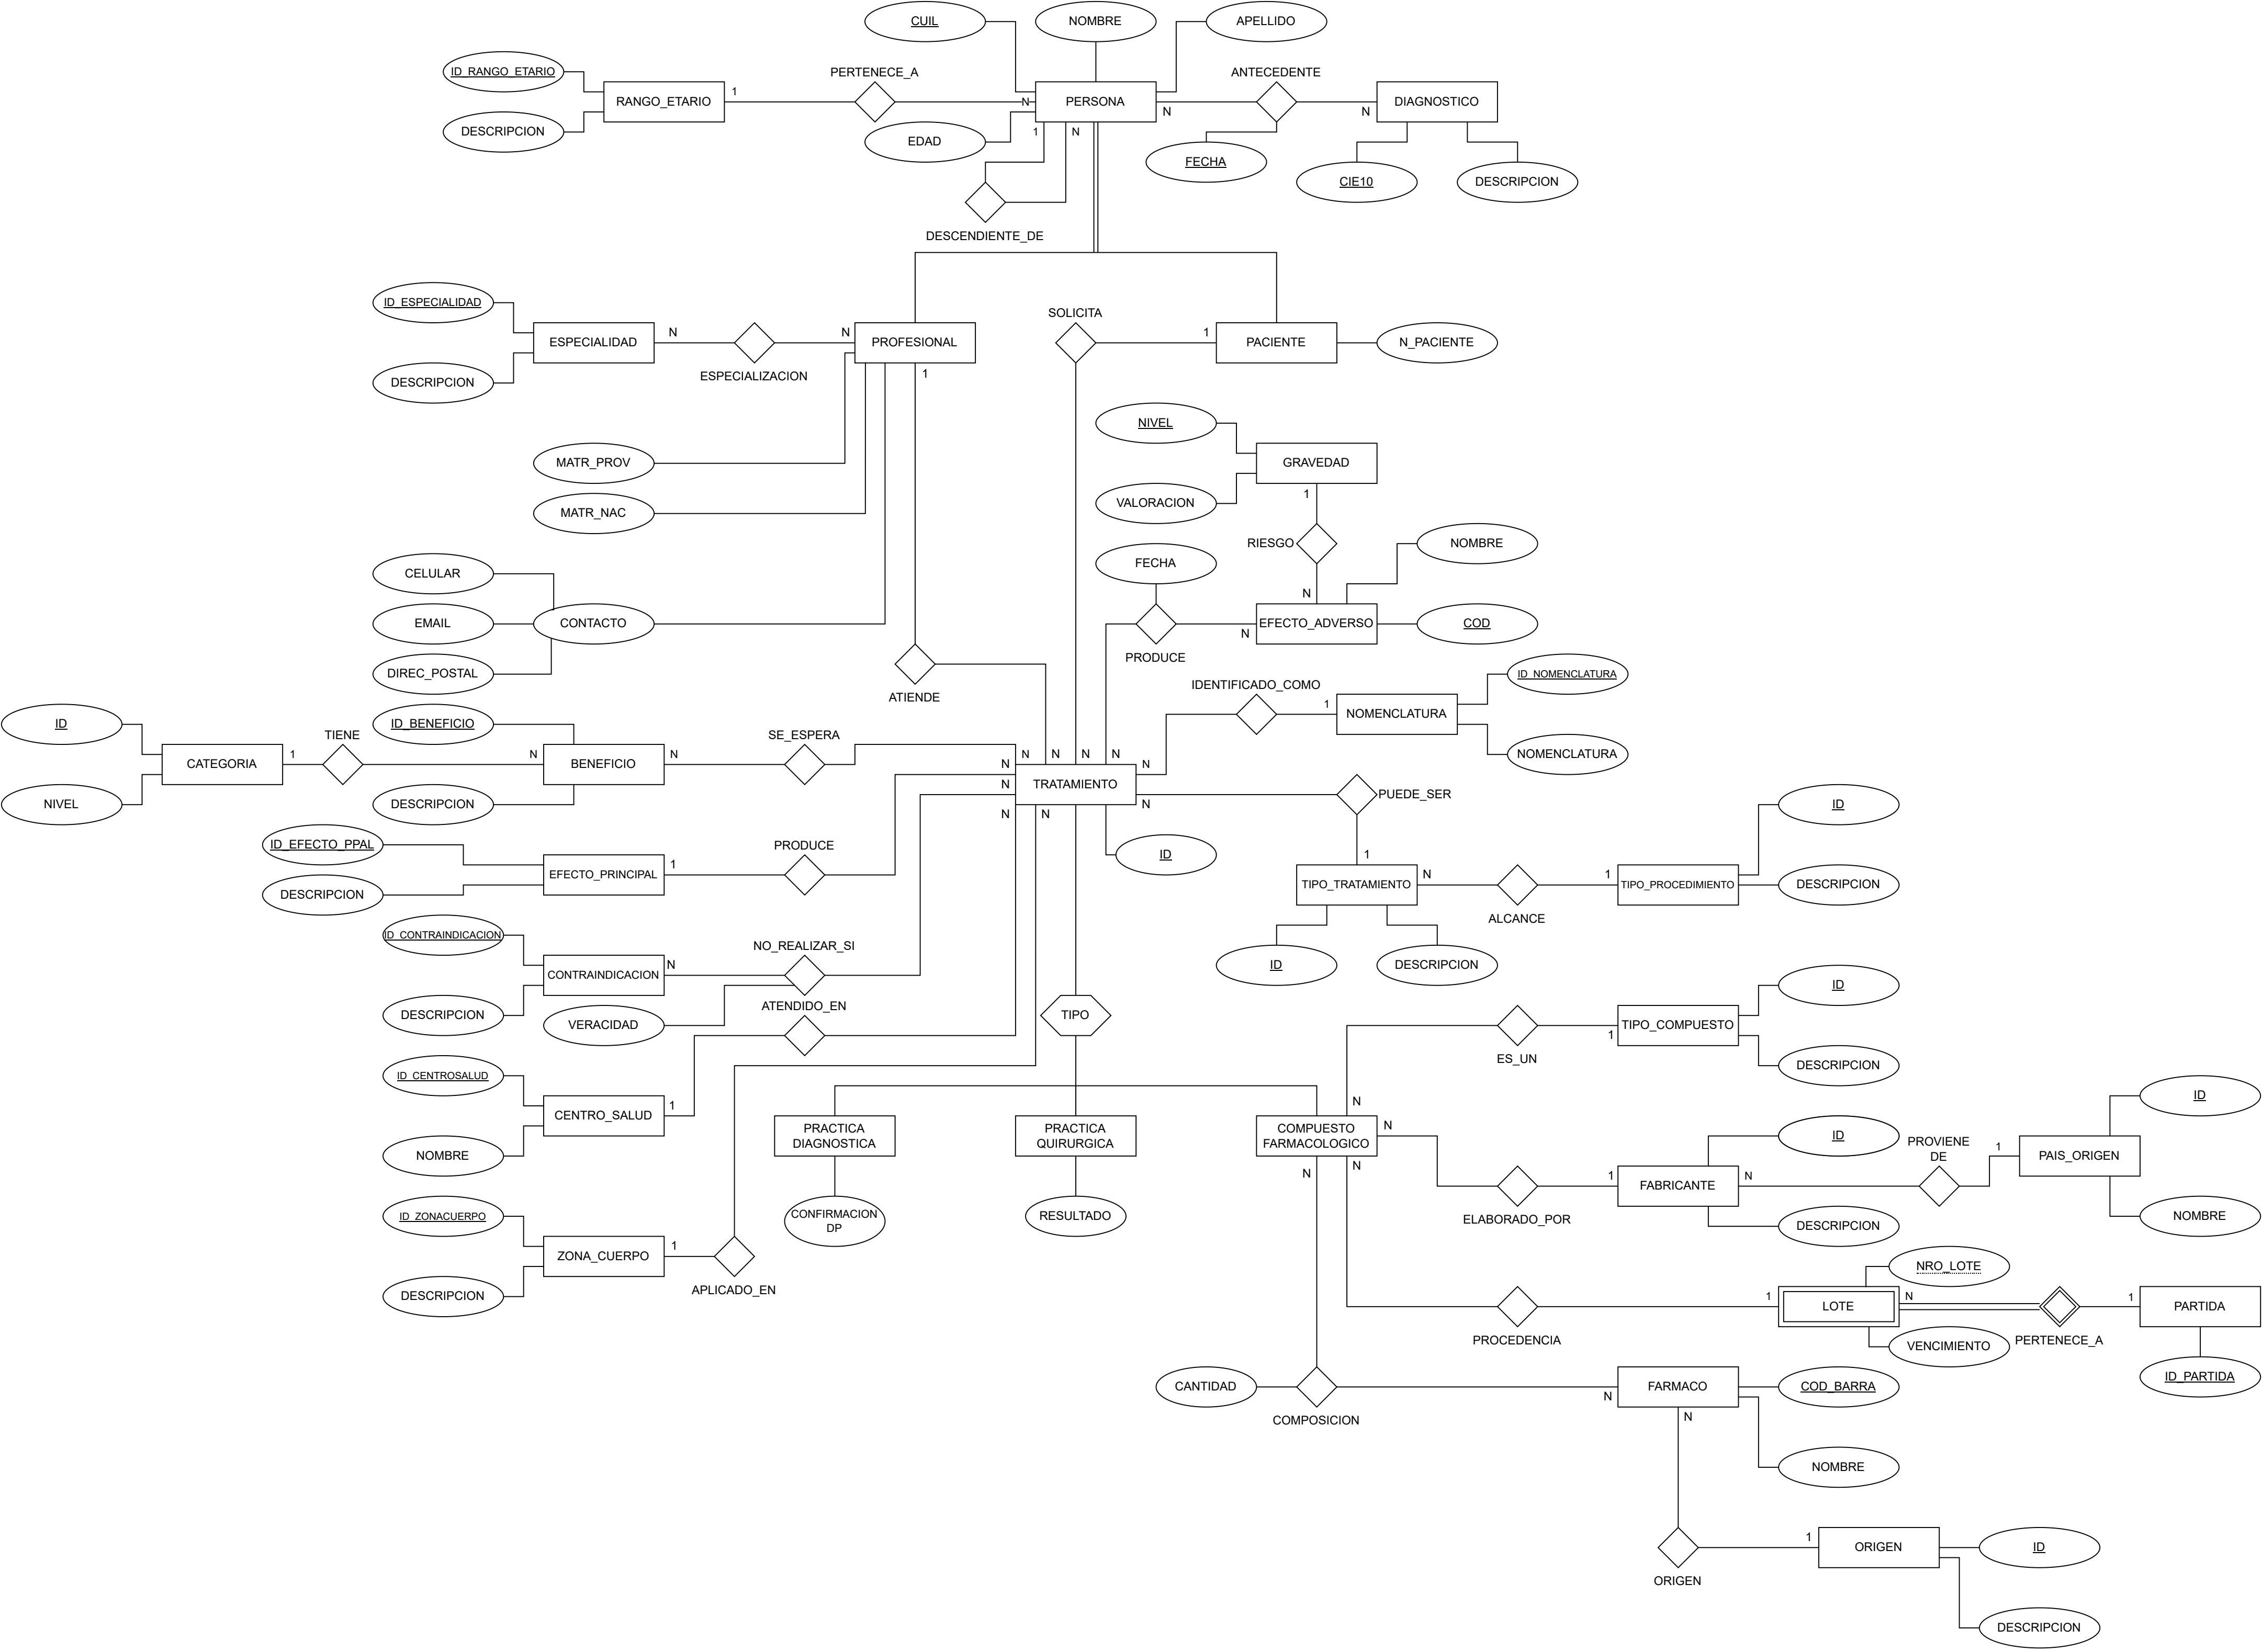 CUIL
NOMBRE
APELLIDO
ID_RANGO_ETARIO
PERTENECE_A
ANTECEDENTE
RANGO_ETARIO
1
N
PERSONA
N
N
DIAGNOSTICO
DESCRIPCION
EDAD
1
N
FECHA
CIE10
DESCRIPCION
DESCENDIENTE_DE
ID_ESPECIALIDAD
SOLICITA
ESPECIALIDAD
N
N
PROFESIONAL
1
PACIENTE
N_PACIENTE
DESCRIPCION
ESPECIALIZACION
1
NIVEL
MATR_PROV
GRAVEDAD
VALORACION
1
MATR_NAC
RIESGO
NOMBRE
FECHA
CELULAR
N
EMAIL
CONTACTO
EFECTO_ADVERSO
COD
N
PRODUCE
DIREC_POSTAL
ATIENDE
IDENTIFICADO_COMO
ID_NOMENCLATURA
1
NOMENCLATURA
ID
ID_BENEFICIO
TIENE
SE_ESPERA
NOMENCLATURA
CATEGORIA
1
N
BENEFICIO
N
N
N
N
N
N
N
TRATAMIENTO
N
N
PUEDE_SER
NIVEL
DESCRIPCION
N
N
ID
ID_EFECTO_PPAL
PRODUCE
ID
EFECTO_PRINCIPAL
1
1
DESCRIPCION
TIPO_TRATAMIENTO
N
1
TIPO_PROCEDIMIENTO
DESCRIPCION
ALCANCE
ID_CONTRAINDICACION
NO_REALIZAR_SI
N
CONTRAINDICACION
ID
DESCRIPCION
ID
DESCRIPCION
VERACIDAD
ATENDIDO_EN
TIPO
TIPO_COMPUESTO
1
ES_UN
DESCRIPCION
ID_CENTROSALUD
ID
CENTRO_SALUD
1
N
PRACTICA
DIAGNOSTICA
PRACTICA
QUIRURGICA
COMPUESTO
FARMACOLOGICO
N
ID
PROVIENE
DE
1
PAIS_ORIGEN
NOMBRE
N
N
1
FABRICANTE
N
ID_ZONACUERPO
CONFIRMACION
DP
RESULTADO
ELABORADO_POR
DESCRIPCION
NOMBRE
ZONA_CUERPO
1
NRO_LOTE
DESCRIPCION
APLICADO_EN
1
LOTE
N
1
PARTIDA
PROCEDENCIA
VENCIMIENTO
PERTENECE_A
ID_PARTIDA
CANTIDAD
N
FARMACO
COD_BARRA
COMPOSICION
N
NOMBRE
1
ORIGEN
ID
ORIGEN
DESCRIPCION